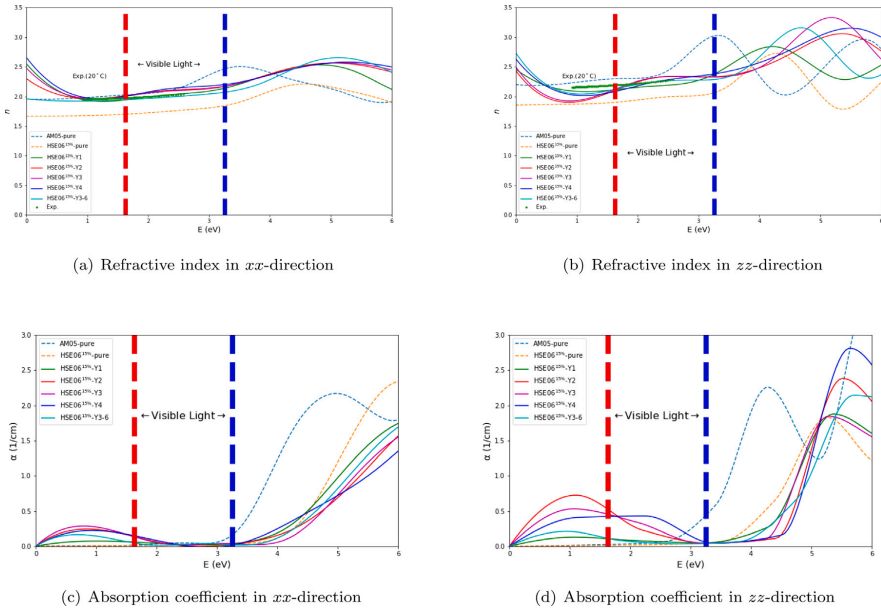 3.5
3.0
2.5
2.0
1.5
1.0
0.5
0.0
n
Exp.(20°C)
←Visible Light→
AM05-pure
HSE06¹⁵%-pure
HSE06¹⁵%-Y1
HSE06¹⁵%-Y2
HSE06¹⁵%-Y3
HSE06¹⁵%-Y4
HSE06¹⁵%-Y3-6
Exp.
0 1 2 3 4 5 6
E (eV)
(a) Refractive index in xx-direction
3.5
3.0
2.5
2.0
1.5
1.0
0.5
0.0
n
Exp.(20°C)
←Visible Light→
AM05-pure
HSE06¹⁵%-pure
HSE06¹⁵%-Y1
HSE06¹⁵%-Y2
HSE06¹⁵%-Y3
HSE06¹⁵%-Y4
HSE06¹⁵%-Y3-6
Exp.
0 1 2 3 4 5 6
E (eV)
(b) Refractive index in zz-direction
3.0
2.5
2.0
1.5
1.0
0.5
0.0
α (1/cm)
AM05-pure
HSE06¹⁵%-pure
HSE06¹⁵%-Y1
HSE06¹⁵%-Y2
HSE06¹⁵%-Y3
HSE06¹⁵%-Y4
HSE06¹⁵%-Y3-6
←Visible Light→
0 1 2 3 4 5 6
E (eV)
(c) Absorption coefficient in xx-direction
3.0
2.5
2.0
1.5
1.0
0.5
0.0
α (1/cm)
AM05-pure
HSE06¹⁵%-pure
HSE06¹⁵%-Y1
HSE06¹⁵%-Y2
HSE06¹⁵%-Y3
HSE06¹⁵%-Y4
HSE06¹⁵%-Y3-6
←Visible Light→
0 1 2 3 4 5 6
E (eV)
(d) Absorption coefficient in zz-direction